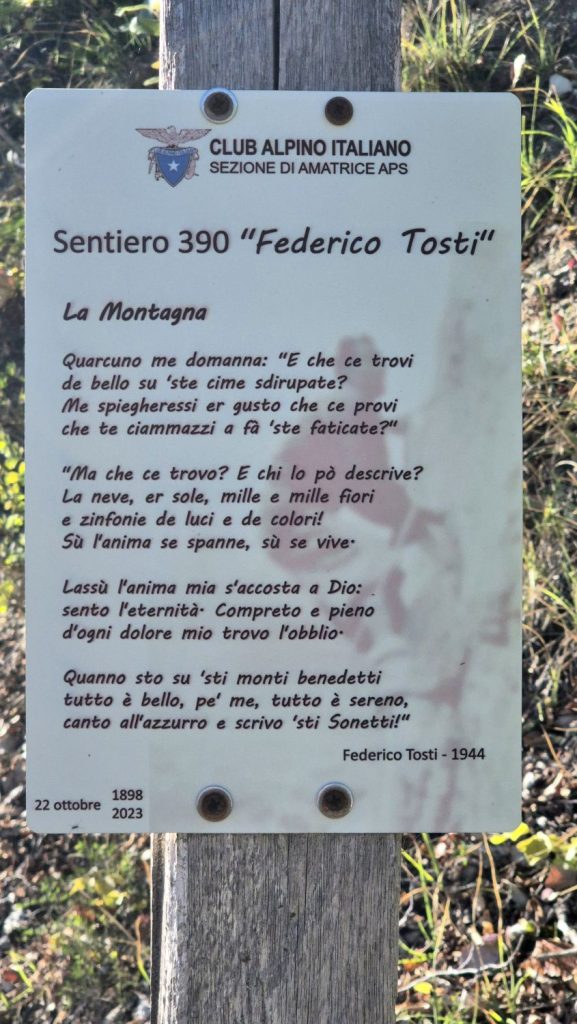 CLUB ALPINO ITALIANO
SEZIONE DI AMATRICE APS
Sentiero 390 "Federico Tosti"
La Montagna
Quarcuno me domanna: "E che ce trovi
de bello su 'ste cime sdirupate?
Me spiegheressi er gusto che ce provi
che te ciammazzi a fà 'ste faticate?"
"Ma che ce trovo? E chi lo pò descrive?
La neve, er sole, mille e mille fiori
e zinfonie de luci e de colori!
Sù l'anima se spanne, sù se vive.
Lassù l'anima mia s'accosta a Dio:
sento l'eternità. Compreto e pieno
d'ogni dolore mio trovo l'obblio.
Quanno sto su 'sti monti benedetti
tutto è bello, pe' me, tutto è sereno,
canto all'azzurro e scrivo 'sti Sonetti!"
Federico Tosti - 1944
22 ottobre 1898
2023